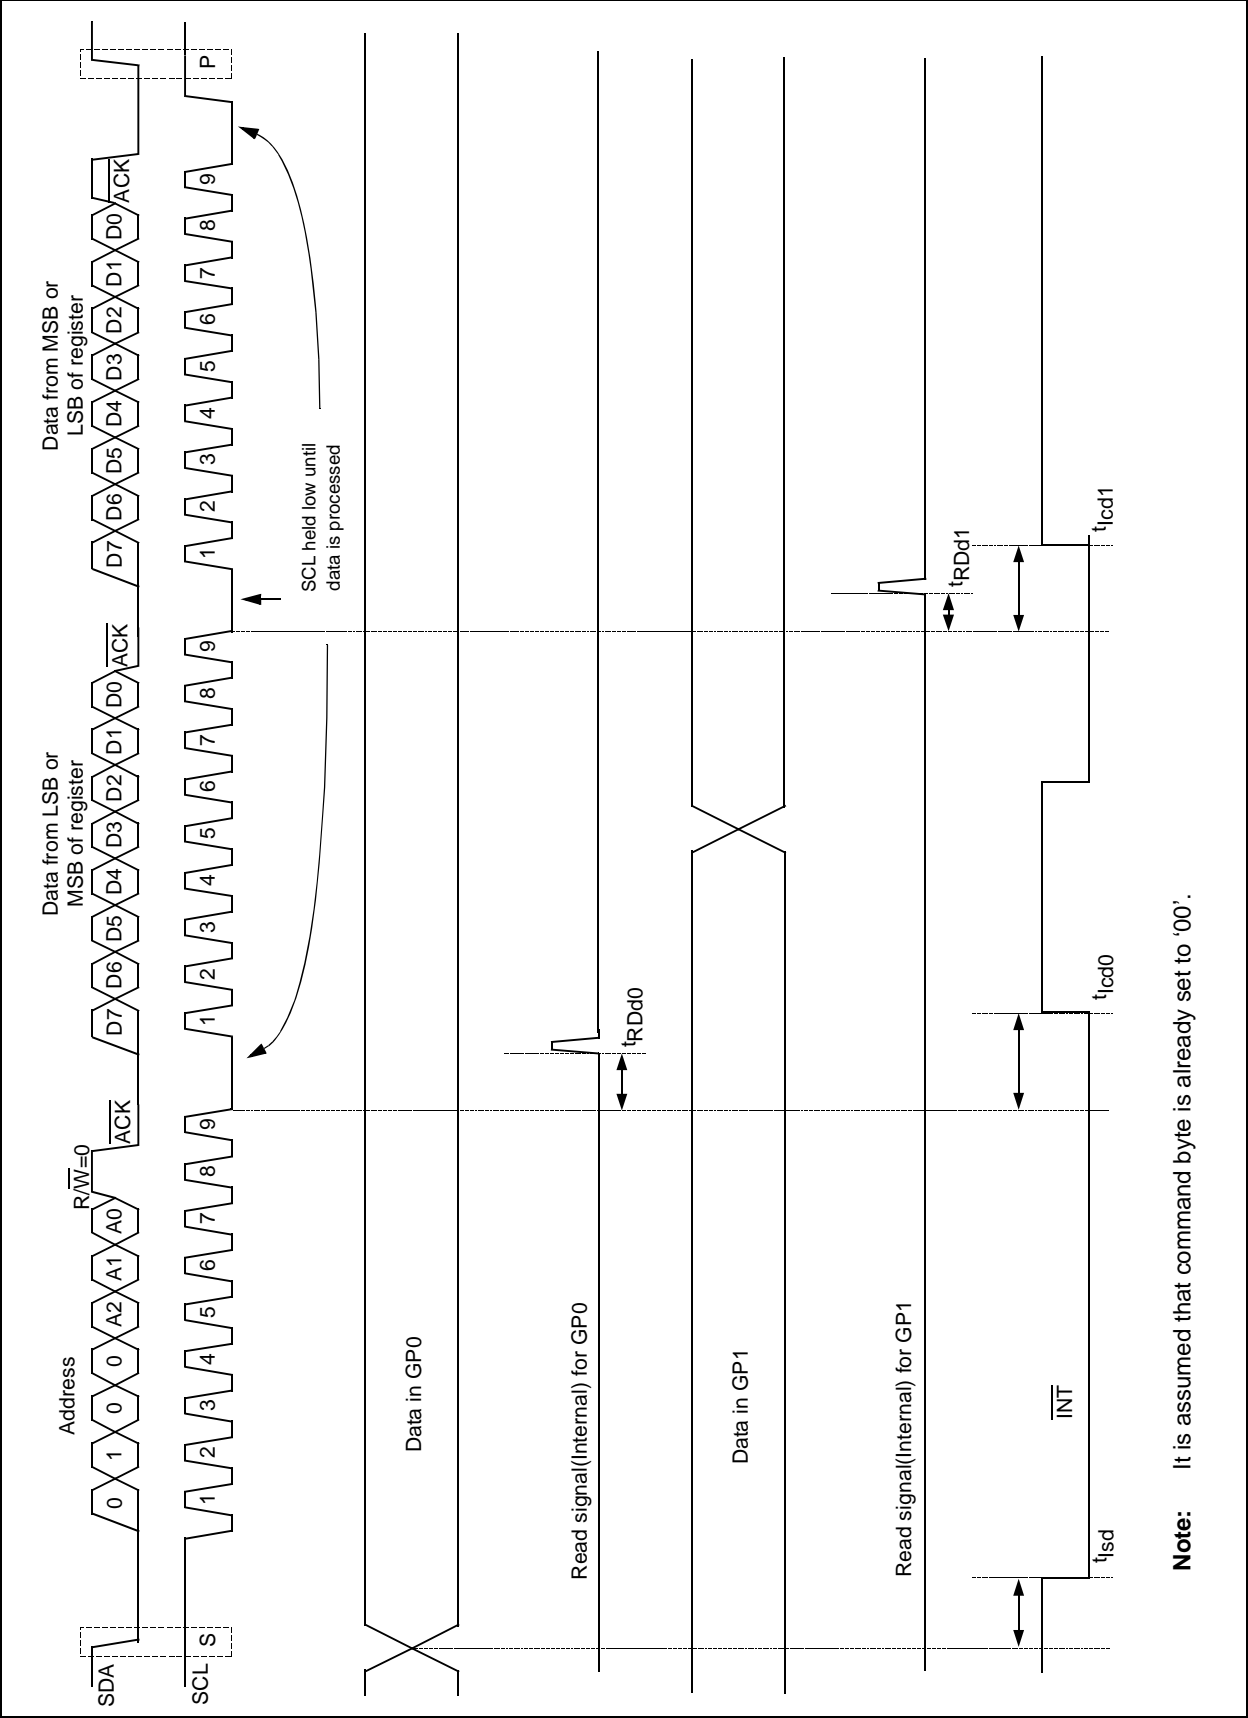 Address
R/W=0
Data from LSB or
MSB of register
Data from MSB or
LSB of register
SDA
0 1 0 0 A2 A1 A0 ACK D7 D6 D5 D4 D3 D2 D1 D0 ACK D7 D6 D5 D4 D3 D2 D1 D0 ACK
SCL
S 1 2 3 4 5 6 7 8 9 1 2 3 4 5 6 7 8 9 1 2 3 4 5 6 7 8 9 P
SCL held low until
data is processed
Data in GP0
Read signal(Internal) for GP0
tRDd0
Data in GP1
Read signal(Internal) for GP1
tRDd1
INT
tIsd
tIcd0
tIcd1
Note: It is assumed that command byte is already set to ‘00’.